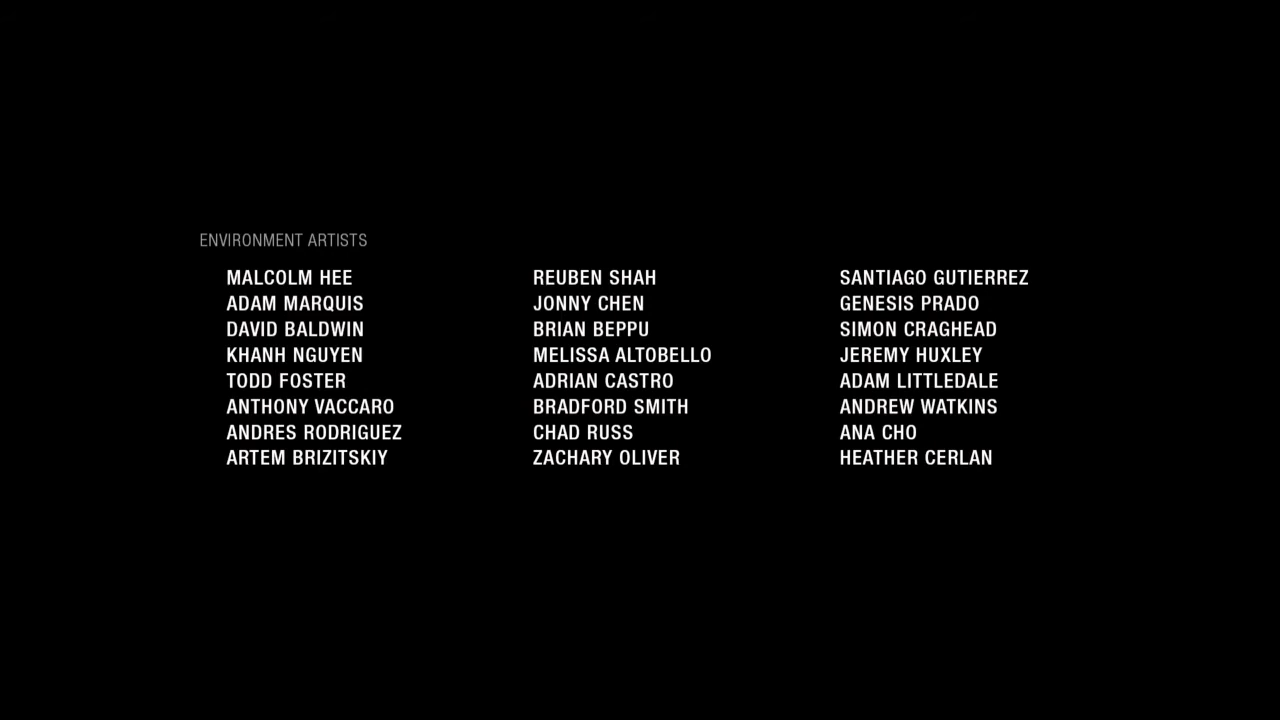 ENVIRONMENT ARTISTS
MALCOLM HEE
ADAM MARQUIS
DAVID BALDWIN
KHANH NGUYEN
TODD FOSTER
ANTHONY VACCARO
ANDRES RODRIGUEZ
ARTEM BRIZITSKIY
REUBEN SHAH
JONNY CHEN
BRIAN BEPPU
MELISSA ALTOBELLO
ADRIAN CASTRO
BRADFORD SMITH
CHAD RUSS
ZACHARY OLIVER
SANTIAGO GUTIERREZ
GENESIS PRADO
SIMON CRAGHEAD
JEREMY HUXLEY
ADAM LITTLEDALE
ANDREW WATKINS
ANA CHO
HEATHER CERLAN